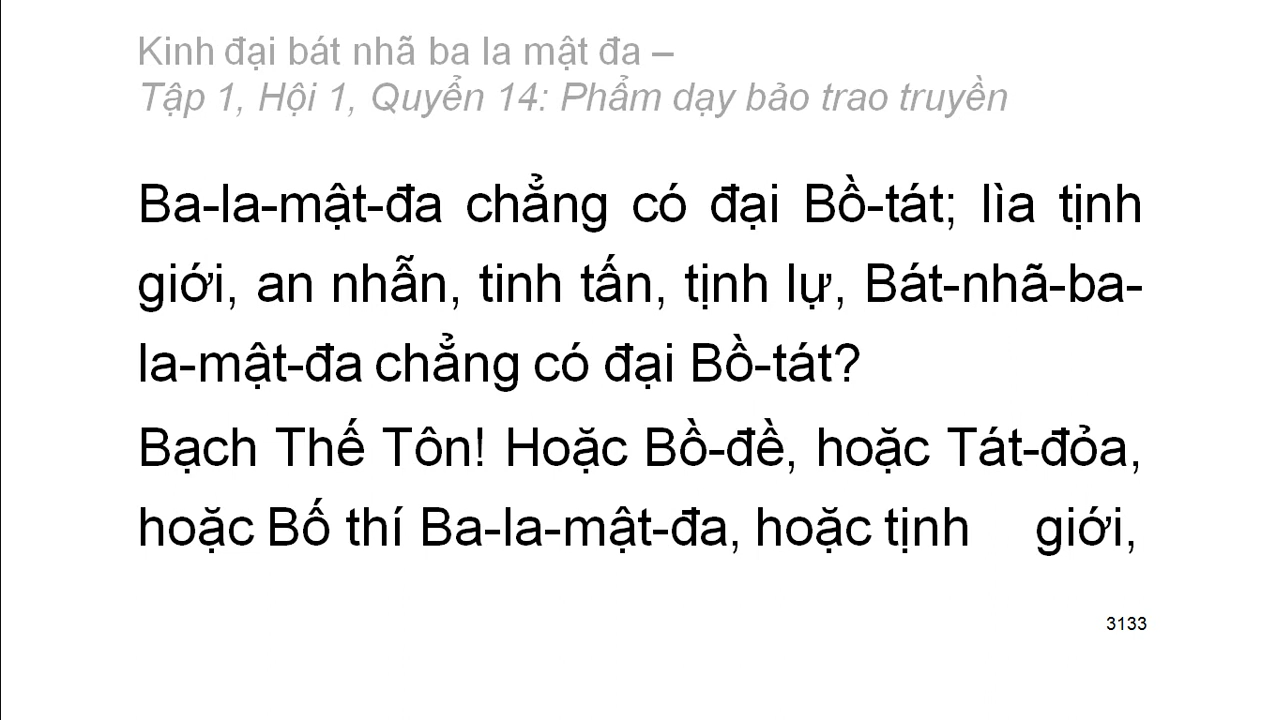 Kinh đại bát nhã ba la mật đa –
Tập 1, Hội 1, Quyển 14: Phẩm dạy bảo trao truyền
Ba-la-mật-đa chẳng có đại Bồ-tát; lìa tịnh
giới, an nhẫn, tinh tấn, tịnh lự, Bát-nhã-ba-
la-mật-đa chẳng có đại Bồ-tát?
Bạch Thế Tôn! Hoặc Bồ-đề, hoặc Tát-đỏa,
hoặc Bố thí Ba-la-mật-đa, hoặc tịnh giới,
3133